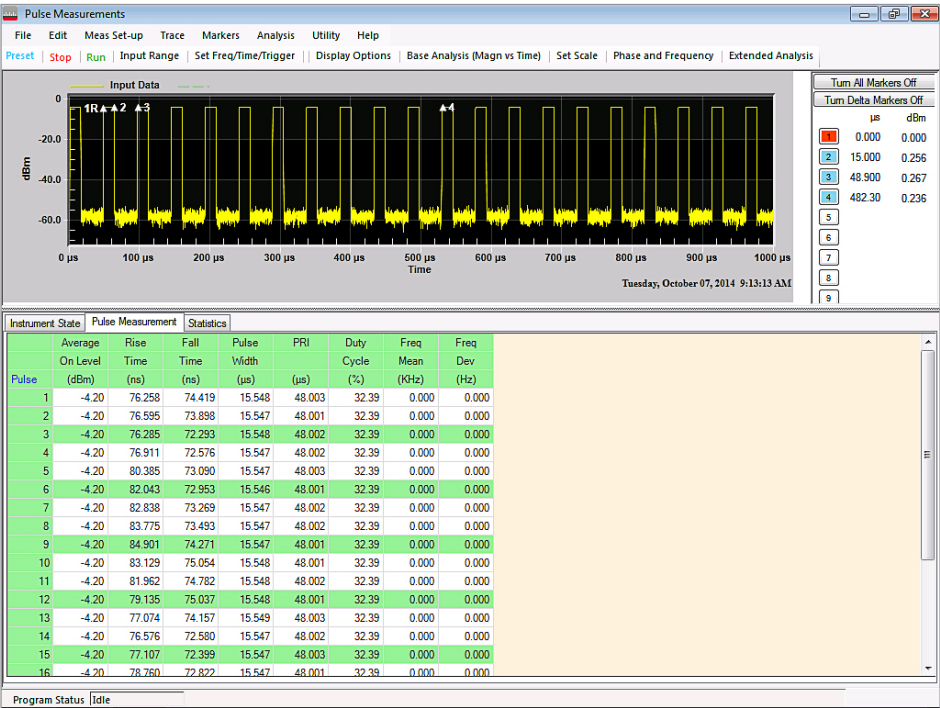 Pulse Measurements
File Edit Meas Set-up Trace Markers Analysis Utility Help
Preset Stop Run Input Range Set Freq/Time/Trigger Display Options Base Analysis (Magn vs Time) Set Scale Phase and Frequency Extended Analysis
Input Data
0
-20.0
-40.0
-60.0
dBm
1R 2 3 4
0 µs 100 µs 200 µs 300 µs 400 µs 500 µs 600 µs 700 µs 800 µs 900 µs 1000 µs
Time
Tuesday, October 07, 2014 9:13:13 AM
Turn All Markers Off
Turn Delta Markers Off
µs dBm
1 0.000 0.000
2 15.000 0.256
3 48.900 0.267
4 482.30 0.236
5
6
7
8
9
Instrument State Pulse Measurement Statistics
Average Rise Fall Pulse PRI Duty Freq Freq
On Level Time Time Width Cycle Mean Dev
Pulse (dBm) (ns) (ns) (µs) (µs) (%) (KHz) (Hz)
1 -4.20 76.258 74.419 15.548 48.003 32.39 0.000 0.000
2 -4.20 76.595 73.898 15.547 48.001 32.39 0.000 0.000
3 -4.20 76.285 72.293 15.548 48.002 32.39 0.000 0.000
4 -4.20 76.911 72.576 15.547 48.002 32.39 0.000 0.000
5 -4.20 80.385 73.090 15.547 48.003 32.39 0.000 0.000
6 -4.20 82.043 72.953 15.546 48.001 32.39 0.000 0.000
7 -4.20 82.838 73.269 15.547 48.002 32.39 0.000 0.000
8 -4.20 83.775 73.493 15.547 48.002 32.39 0.000 0.000
9 -4.20 84.901 74.271 15.547 48.001 32.39 0.000 0.000
10 -4.20 83.129 75.054 15.548 48.001 32.39 0.000 0.000
11 -4.20 81.962 74.782 15.548 48.002 32.39 0.000 0.000
12 -4.20 79.135 75.037 15.548 48.001 32.39 0.000 0.000
13 -4.20 77.074 74.157 15.549 48.003 32.39 0.000 0.000
14 -4.20 76.576 72.580 15.547 48.002 32.39 0.000 0.000
15 -4.20 77.107 72.399 15.547 48.003 32.39 0.000 0.000
16 -4.20 78.760 72.822 15.547 48.001 32.39 0.000 0.000
Program Status Idle